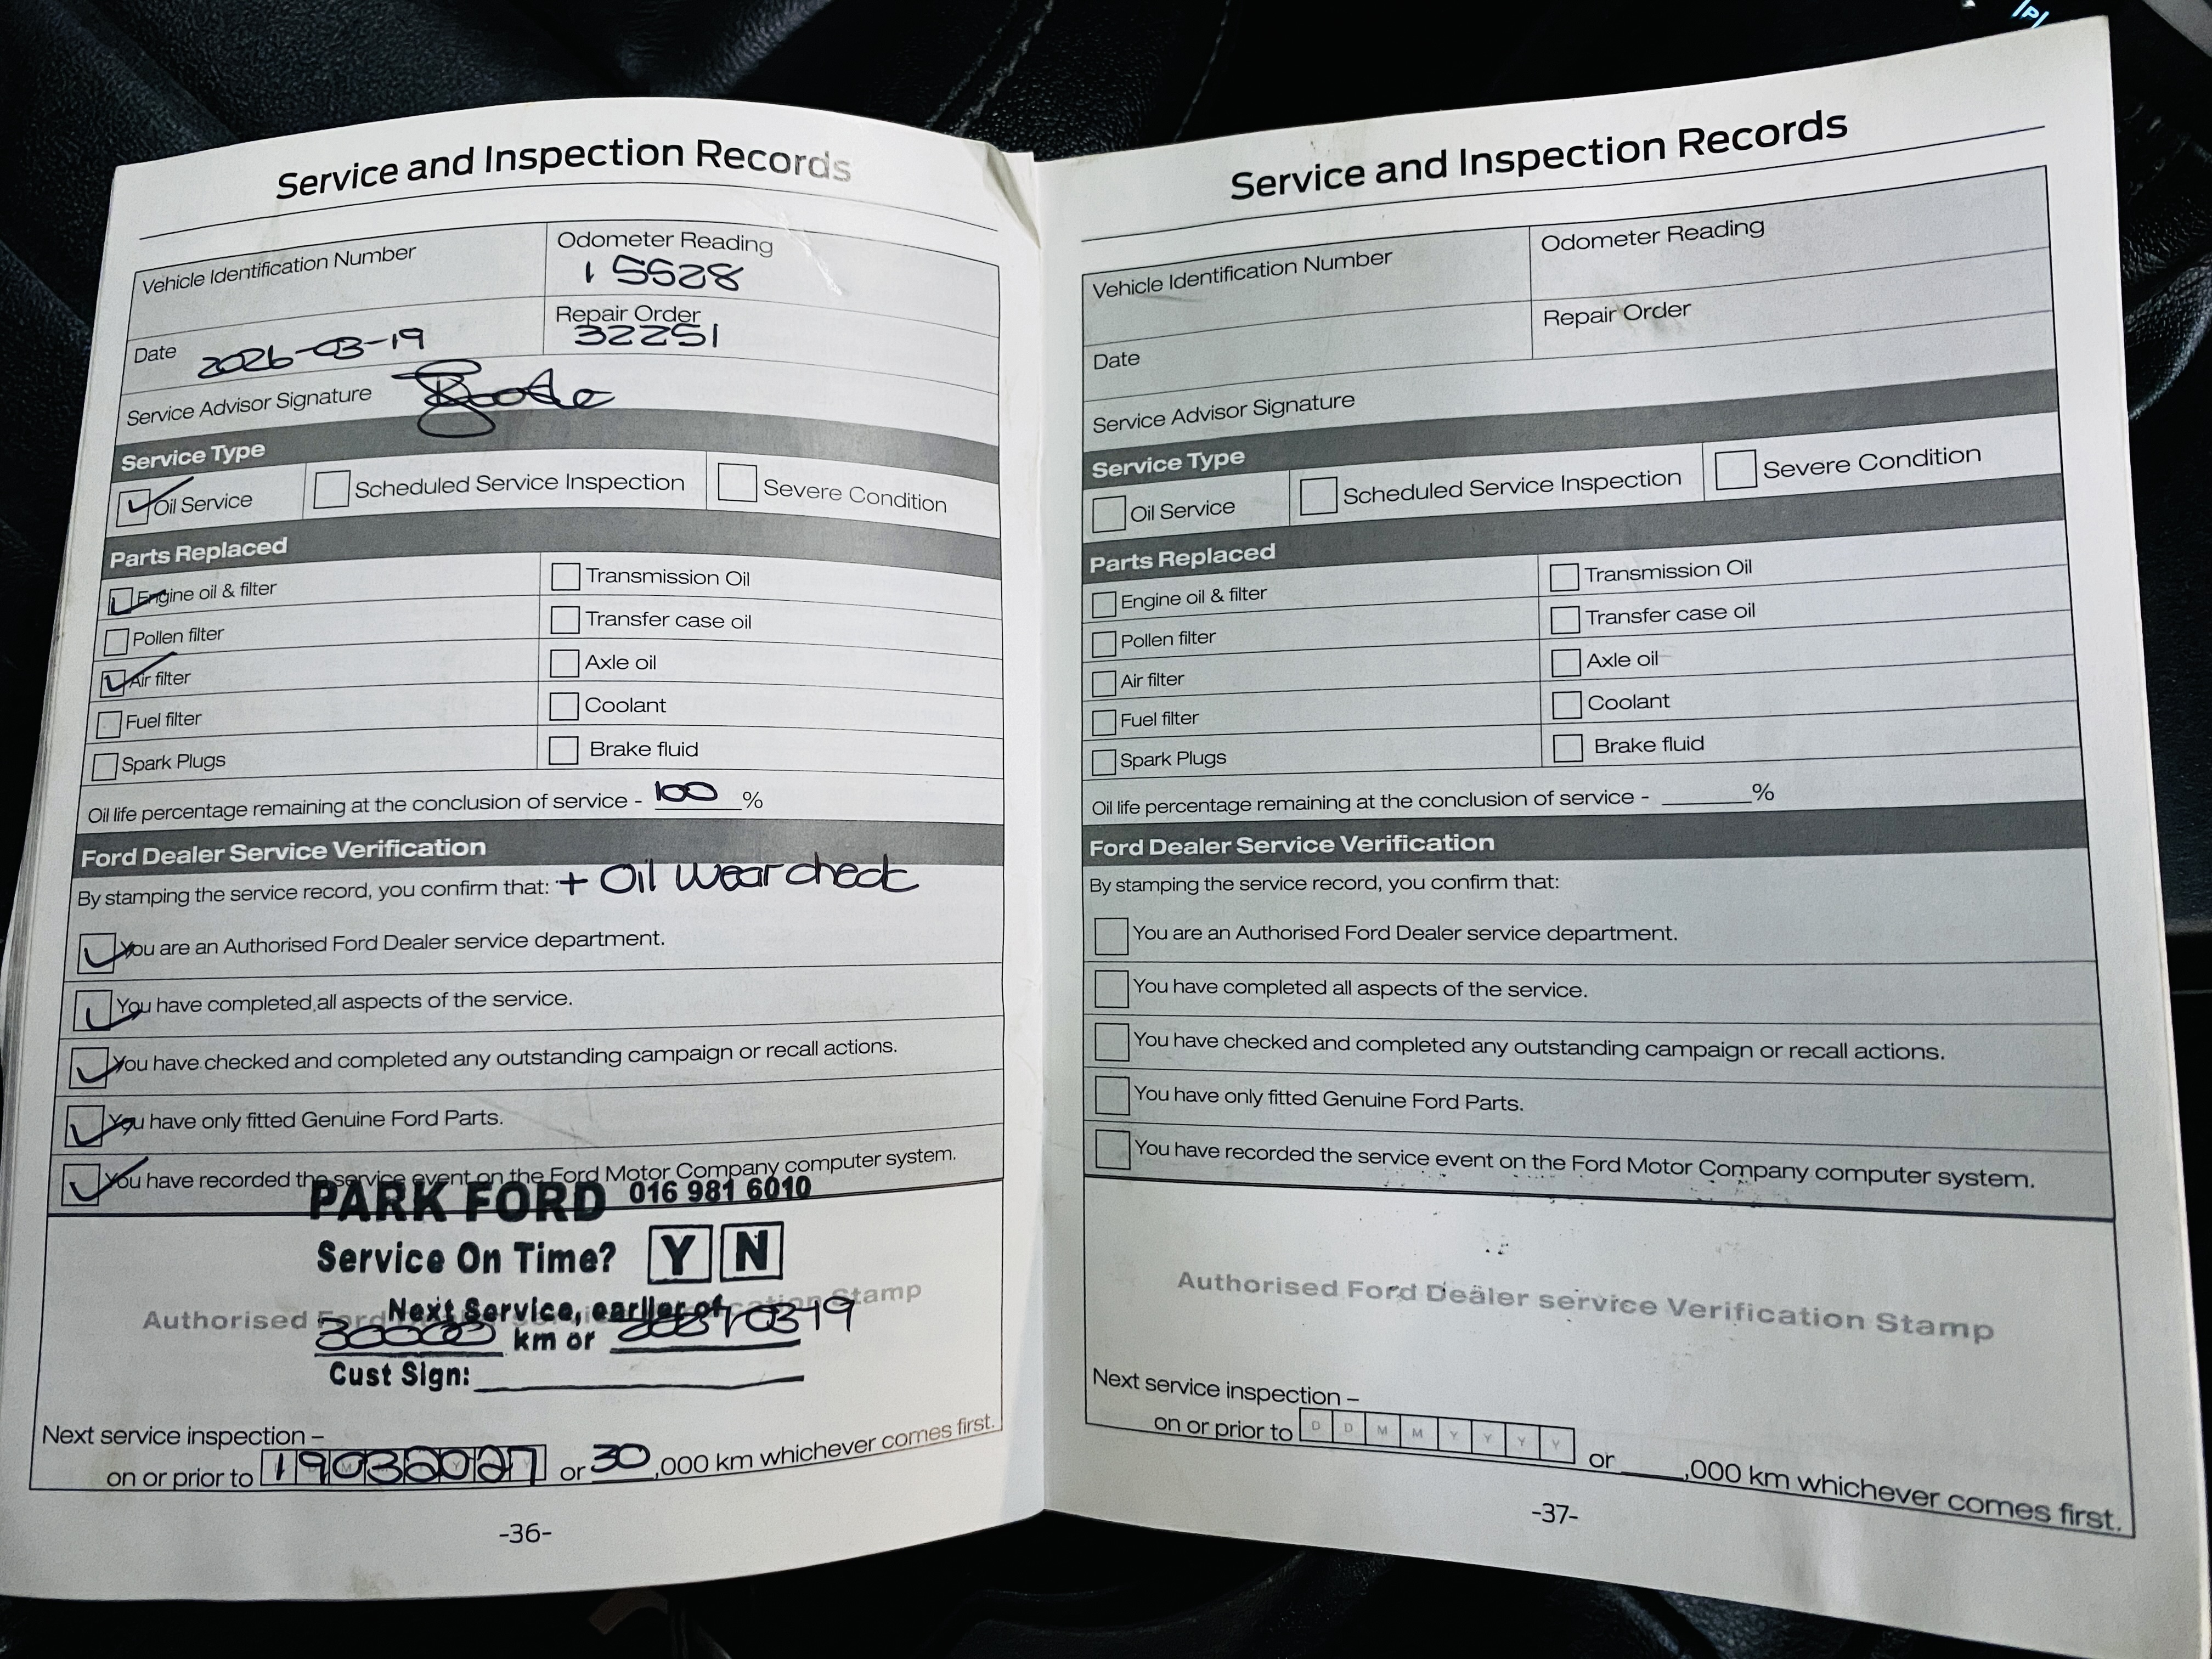 Service and Inspection Records
Vehicle Identification Number
Odometer Reading
15528
Date 2026-03-19
Repair Order
32251
Service Advisor Signature
Service Type
Oil Service
Scheduled Service Inspection
Severe Condition
Parts Replaced
Engine oil & filter
Transmission Oil
Pollen filter
Transfer case oil
Air filter
Axle oil
Fuel filter
Coolant
Spark Plugs
Brake fluid
Oil life percentage remaining at the conclusion of service - 100 %
Ford Dealer Service Verification
By stamping the service record, you confirm that: + Oil wear check
You are an Authorised Ford Dealer service department.
You have completed all aspects of the service.
You have checked and completed any outstanding campaign or recall actions.
You have only fitted Genuine Ford Parts.
You have recorded the service event on the Ford Motor Company computer system.
PARK FORD 016 981 6010
Service On Time? Y N
Authorised Ford Stamp
Next Service, earlier of
30000 km or
Cust Sign:
Next service inspection –
on or prior to 19032027 or 30,000 km whichever comes first.
-36-
Service and Inspection Records
Vehicle Identification Number
Odometer Reading
Date
Repair Order
Service Advisor Signature
Service Type
Oil Service
Scheduled Service Inspection
Severe Condition
Parts Replaced
Engine oil & filter
Transmission Oil
Pollen filter
Transfer case oil
Air filter
Axle oil
Fuel filter
Coolant
Spark Plugs
Brake fluid
Oil life percentage remaining at the conclusion of service - %
Ford Dealer Service Verification
By stamping the service record, you confirm that:
You are an Authorised Ford Dealer service department.
You have completed all aspects of the service.
You have checked and completed any outstanding campaign or recall actions.
You have only fitted Genuine Ford Parts.
You have recorded the service event on the Ford Motor Company computer system.
Authorised Ford Dealer service Verification Stamp
Next service inspection –
on or prior to D D M M Y Y Y Y or ,000 km whichever comes first.
-37-